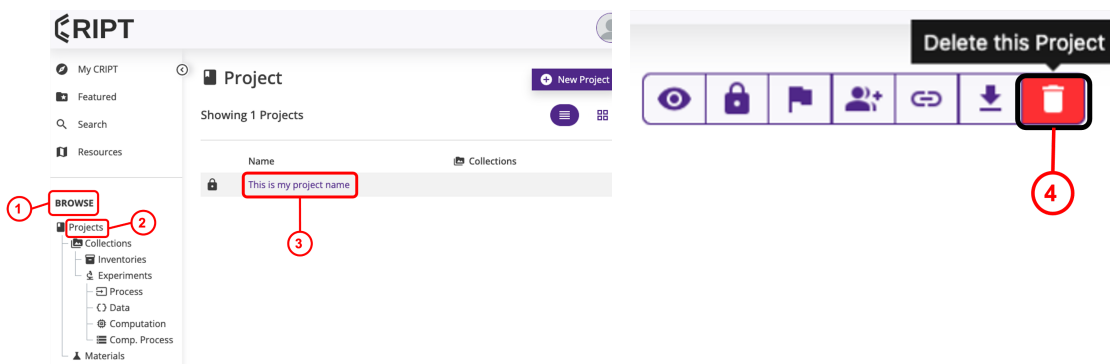 CRIPT
My CRIPT
Featured
Search
Resources
1
BROWSE
Projects
2
Collections
Inventories
Experiments
Process
Data
Computation
Comp. Process
Materials
Project
New Project
Showing 1 Projects
Name
Collections
This is my project name
3
Delete this Project
4